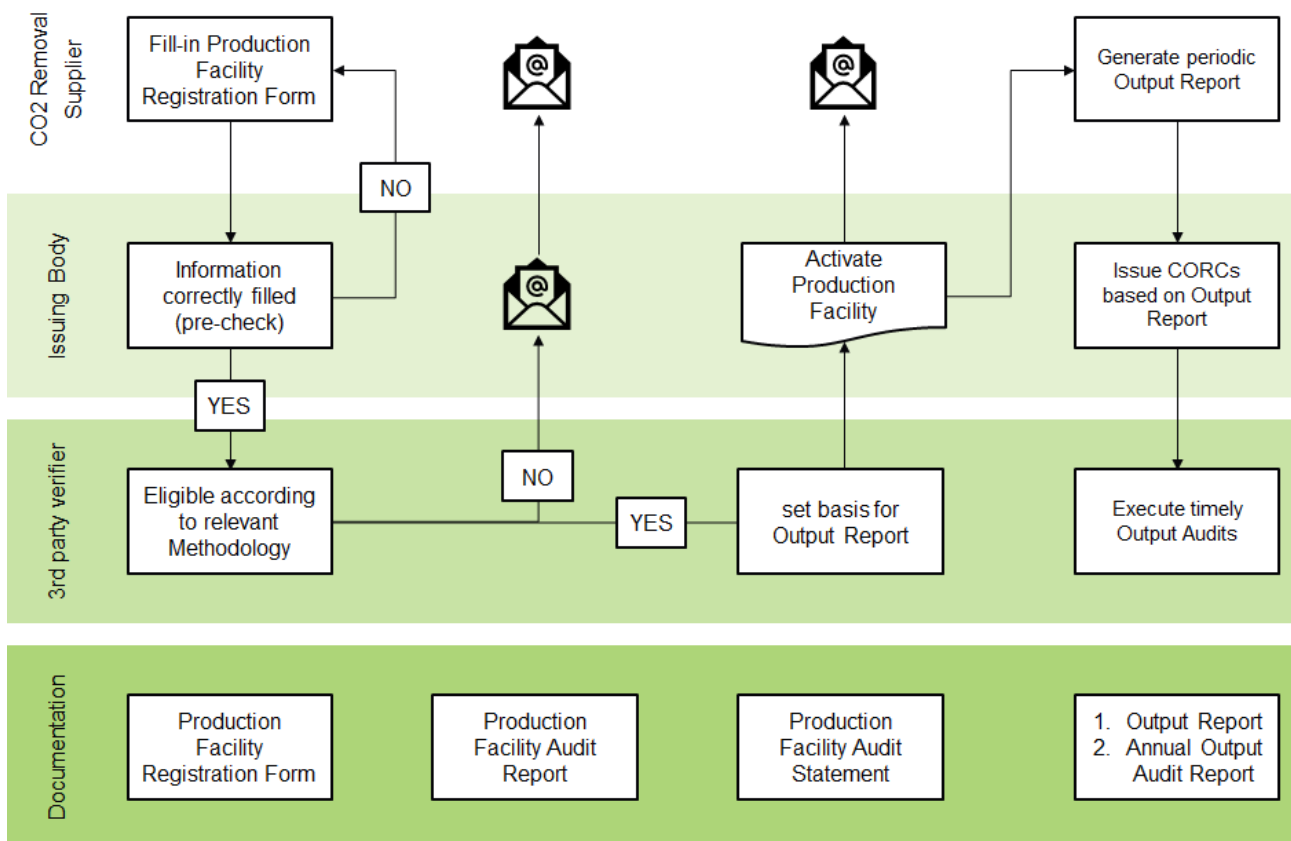 CO2 Removal
Supplier
Fill-in Production
Facility
Registration Form
@
@
Generate periodic
Output Report
NO
Issuing Body
Information
correctly filled
(pre-check)
@
Activate
Production
Facility
Issue CORCs
based on Output
Report
YES
3rd party verifier
Eligible according
to relevant
Methodology
NO
YES
set basis for
Output Report
Execute timely
Output Audits
Documentation
Production
Facility
Registration Form
Production
Facility Audit
Report
Production
Facility Audit
Statement
1. Output Report
2. Annual Output
Audit Report